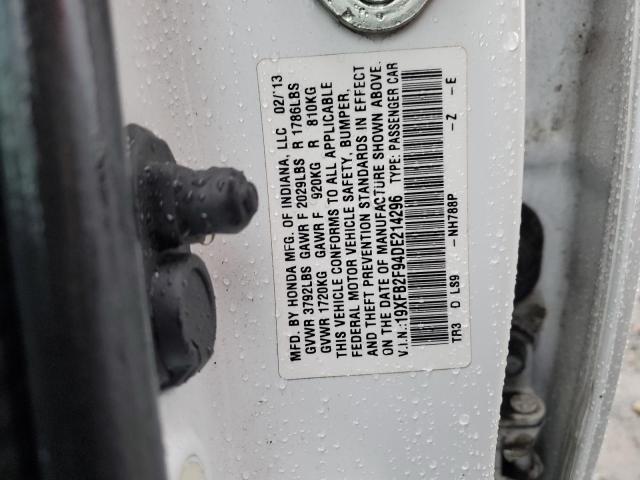 MFD. BY HONDA MFG. OF INDIANA, LLC 02/'13
GVWR 3792LBS GAWR F 2029LBS R 1786LBS
GVWR 1720KG GAWR F 920KG R 810KG
THIS VEHICLE CONFORMS TO ALL APPLICABLE
FEDERAL MOTOR VEHICLE SAFETY, BUMPER,
AND THEFT PREVENTION STANDARDS IN EFFECT
ON THE DATE OF MANUFACTURE SHOWN ABOVE.
V.I.N.:19XFB2F94DE214296 TYPE: PASSENGER CAR
TR3 O LS9 -NH788P -Z -E